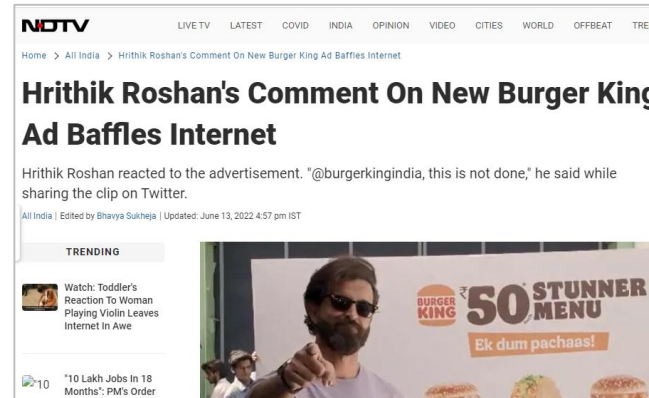 NDTV
LIVE TV LATEST COVID INDIA OPINION VIDEO CITIES WORLD OFFBEAT TRE
Home > All India > Hrithik Roshan's Comment On New Burger King Ad Baffles Internet
Hrithik Roshan's Comment On New Burger King
Ad Baffles Internet
Hrithik Roshan reacted to the advertisement. "@burgerkingindia, this is not done," he said while
sharing the clip on Twitter.
All India | Edited by Bhavya Sukheja | Updated: June 13, 2022 4:57 pm IST
TRENDING
Watch: Toddler's
Reaction To Woman
Playing Violin Leaves
Internet In Awe
"10
"10 Lakh Jobs In 18
Months": PM's Order
BURGER
KING
₹50* STUNNER
MENU
Ek dum pachaas!